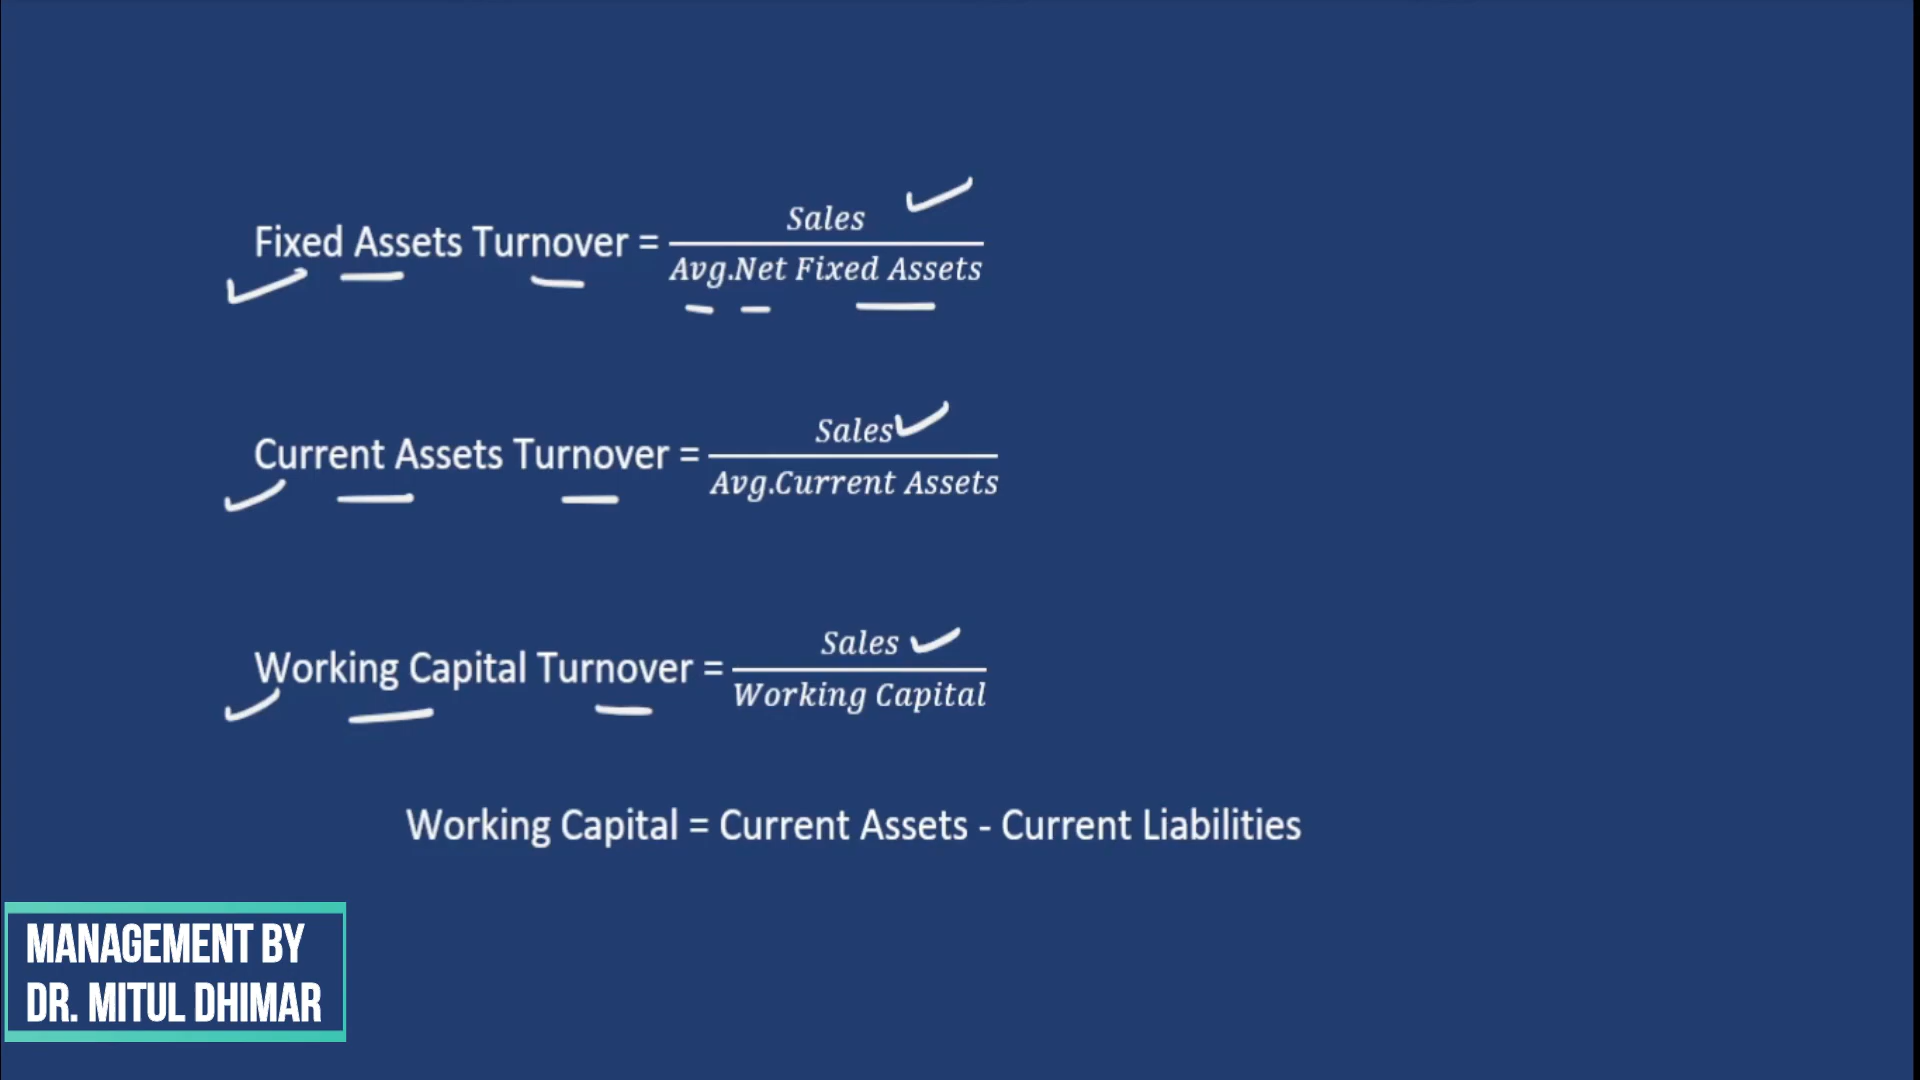 Fixed Assets Turnover = Sales / Avg.Net Fixed Assets
Current Assets Turnover = Sales / Avg.Current Assets
Working Capital Turnover = Sales / Working Capital
Working Capital = Current Assets - Current Liabilities
MANAGEMENT BY
DR. MITUL DHIMAR